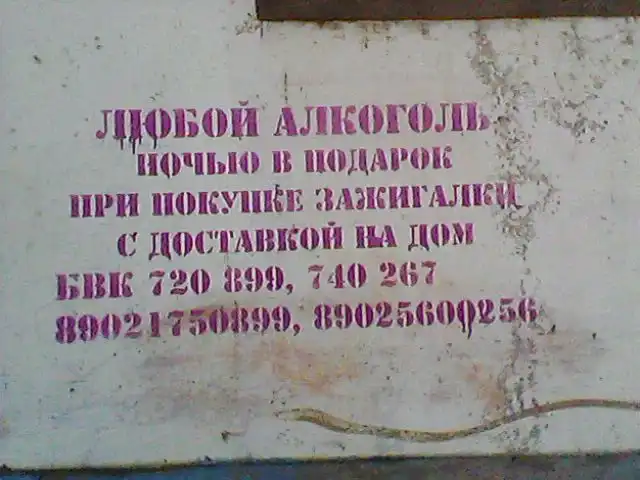 ЛЮБОЙ АЛКОГОЛЬ
НОЧЬЮ В ПОДАРОК
ПРИ ПОКУПКЕ ЗАЖИГАЛКИ
С ДОСТАВКОЙ НА ДОМ
БВК 720 899, 740 267
89021750899, 89025600256